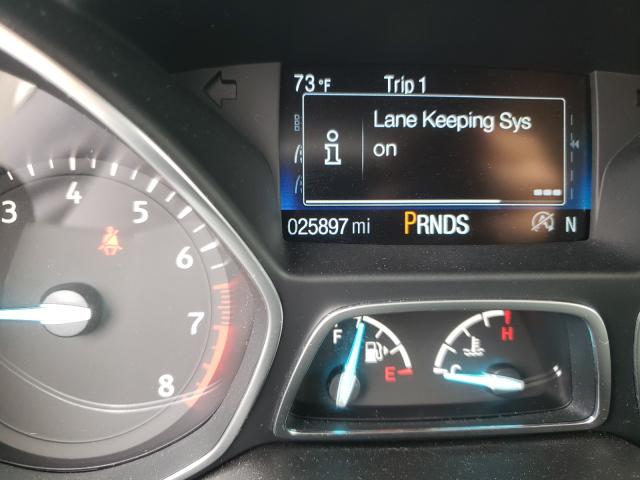 73°F Trip 1
Lane Keeping Sys
on
025897 mi PRNDS N
3
4
5
6
7
8
F
E
H
C